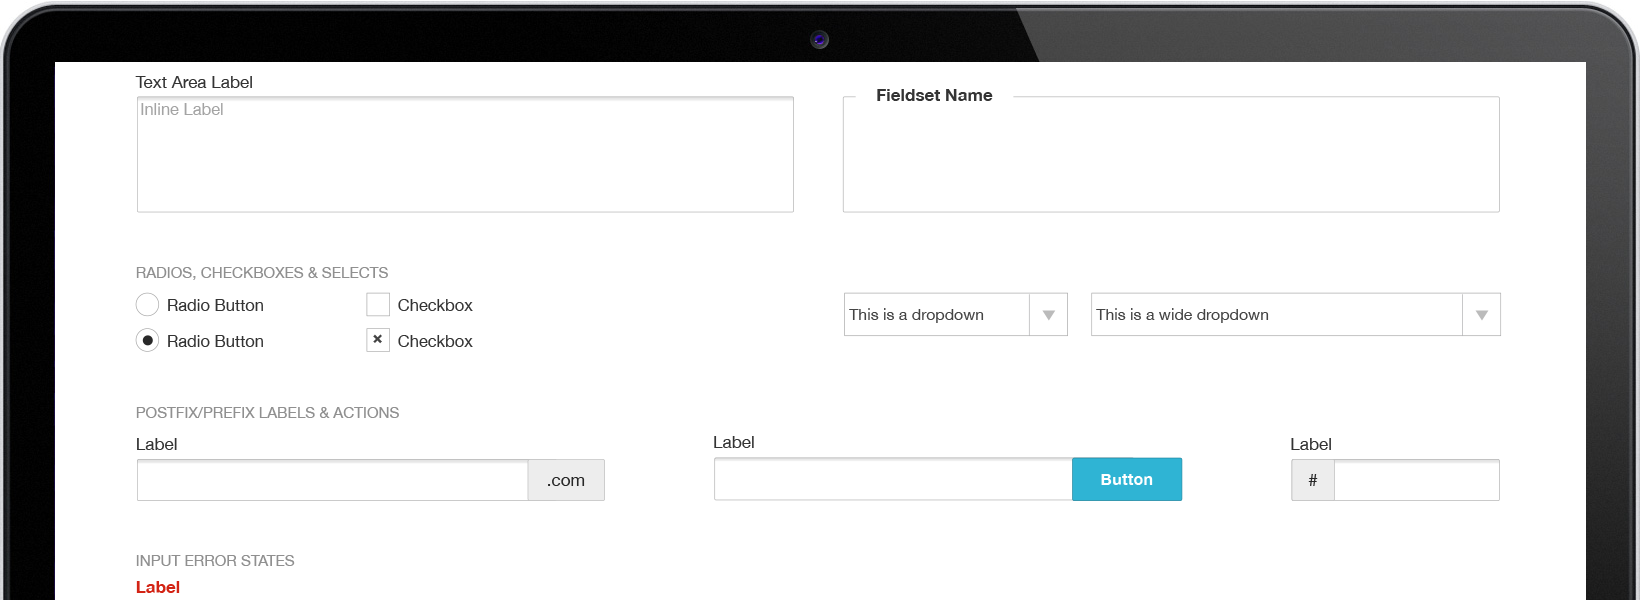 Text Area Label
Inline Label
Fieldset Name
RADIOS, CHECKBOXES & SELECTS
Radio Button
Checkbox
This is a dropdown
This is a wide dropdown
Radio Button
Checkbox
POSTFIX/PREFIX LABELS & ACTIONS
Label
Label
Label
.com
Button
#
INPUT ERROR STATES
Label